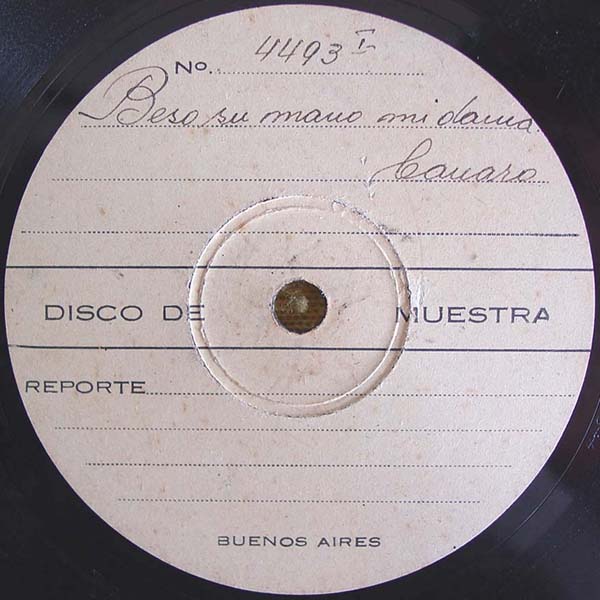 No. 4493 I
Beso su mano mi dama
Canaro
DISCO DE MUESTRA
REPORTE
BUENOS AIRES